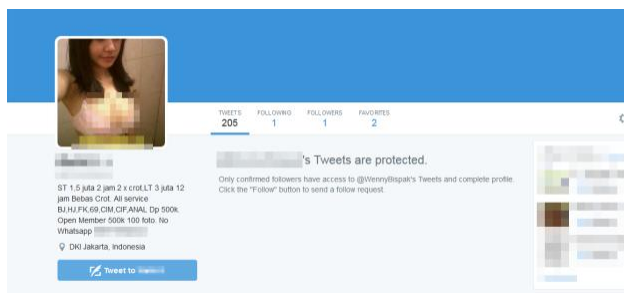 TWEETS FOLLOWING FOLLOWERS FAVORITES
205 1 1 2
's Tweets are protected.
Only confirmed followers have access to @WennyBispak's Tweets and complete profile.
Click the "Follow" button to send a follow request
ST 1.5 juta 2 jam 2 x crot,LT 3 juta 12
jam Bebas Crot. All service
BJ,HJ,FK,69,CIM,CIF,ANAL Dp 500k.
Open Member 500k 100 foto. No
Whatsapp
DKI Jakarta, Indonesia
Tweet to